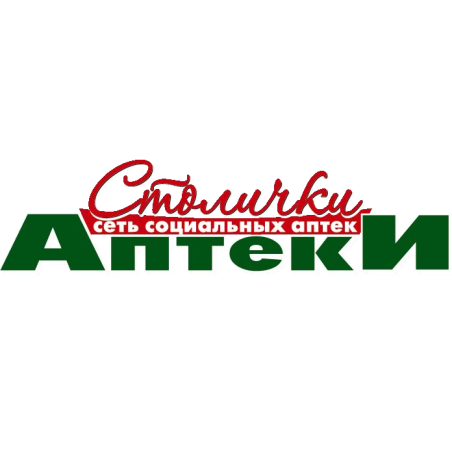 Столички
сеть социальных аптек
АптекИ